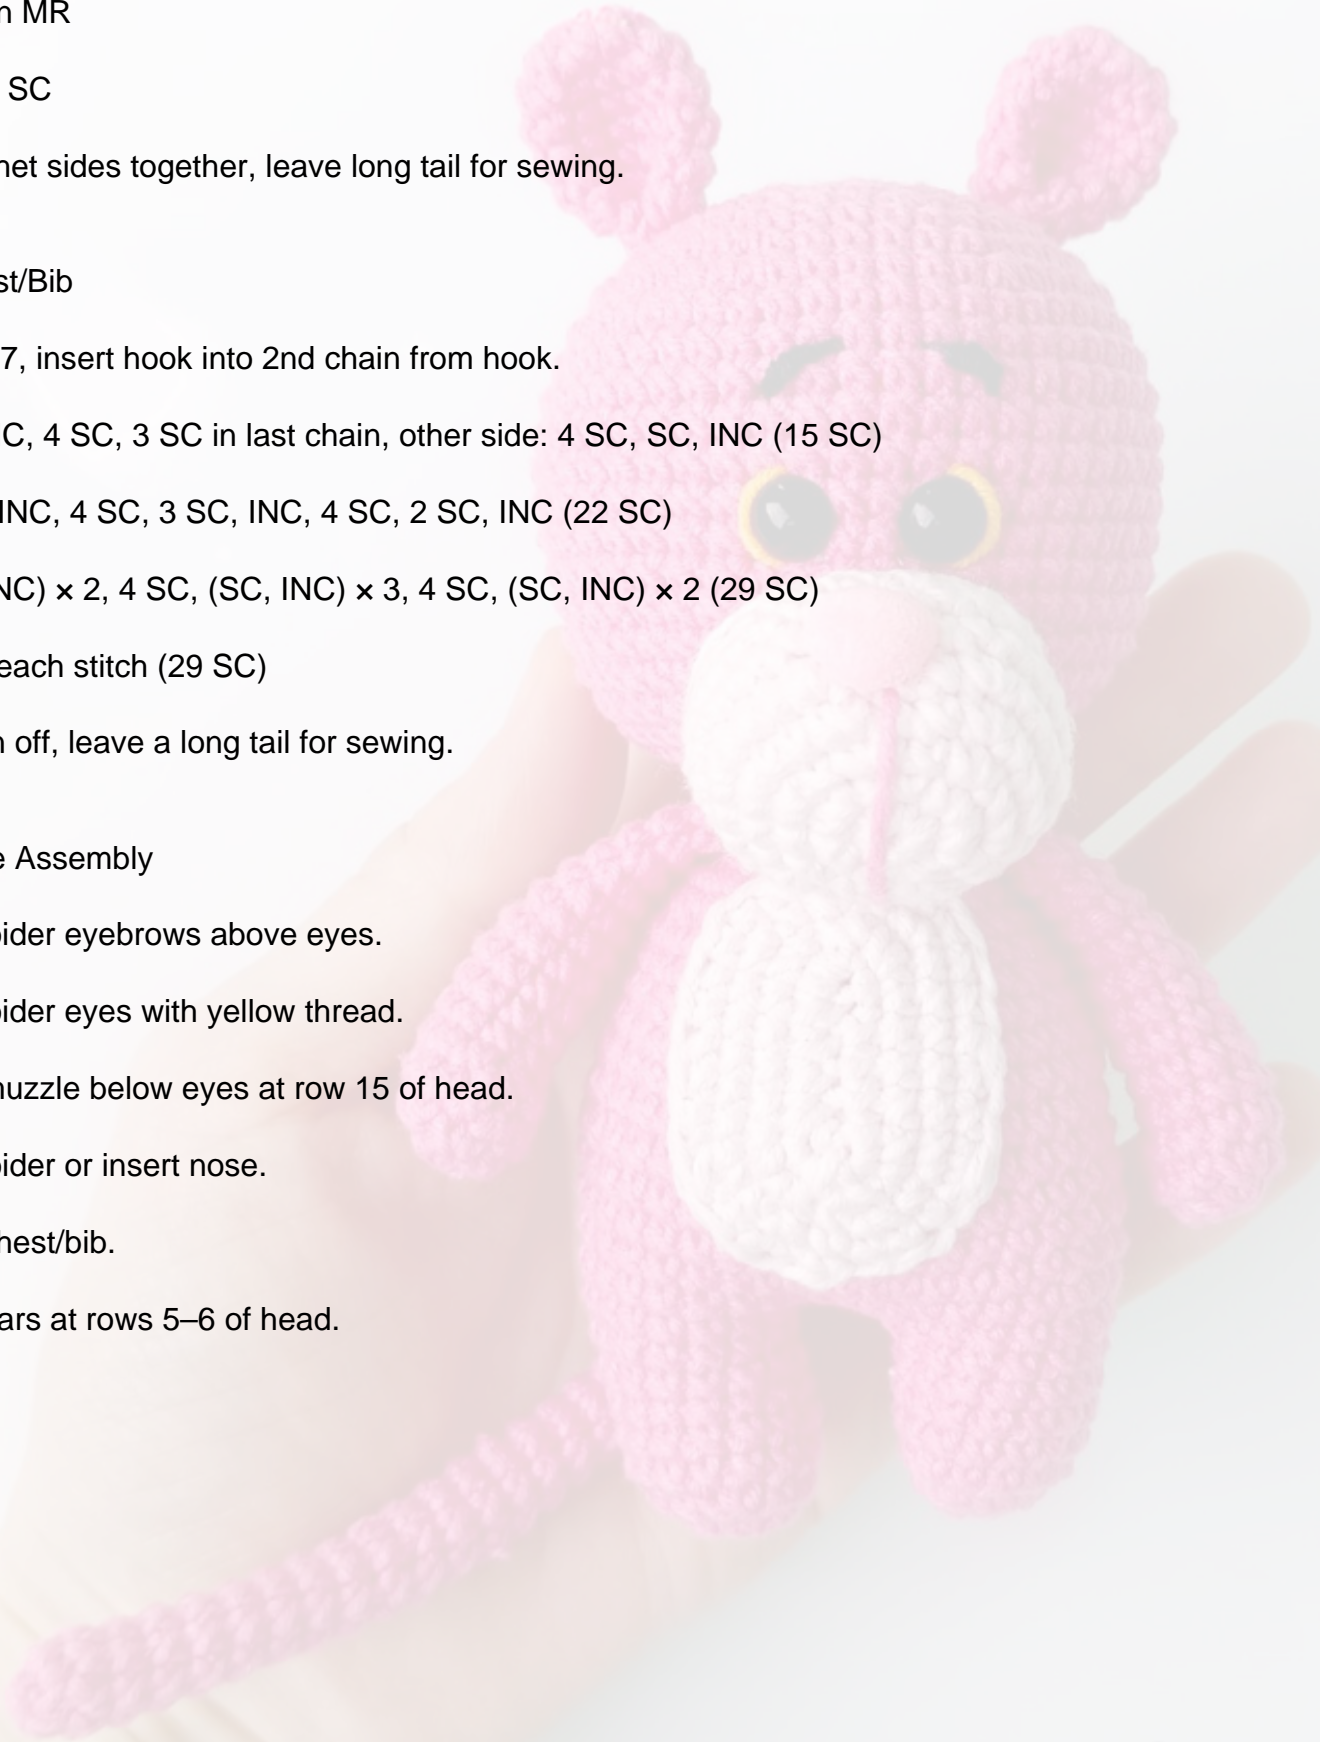 n MR
SC
net sides together, leave long tail for sewing.
st/Bib
7, insert hook into 2nd chain from hook.
C, 4 SC, 3 SC in last chain, other side: 4 SC, SC, INC (15 SC)
INC, 4 SC, 3 SC, INC, 4 SC, 2 SC, INC (22 SC)
NC) × 2, 4 SC, (SC, INC) × 3, 4 SC, (SC, INC) × 2 (29 SC)
each stitch (29 SC)
n off, leave a long tail for sewing.
e Assembly
ider eyebrows above eyes.
ider eyes with yellow thread.
uzzle below eyes at row 15 of head.
ider or insert nose.
hest/bib.
ars at rows 5–6 of head.